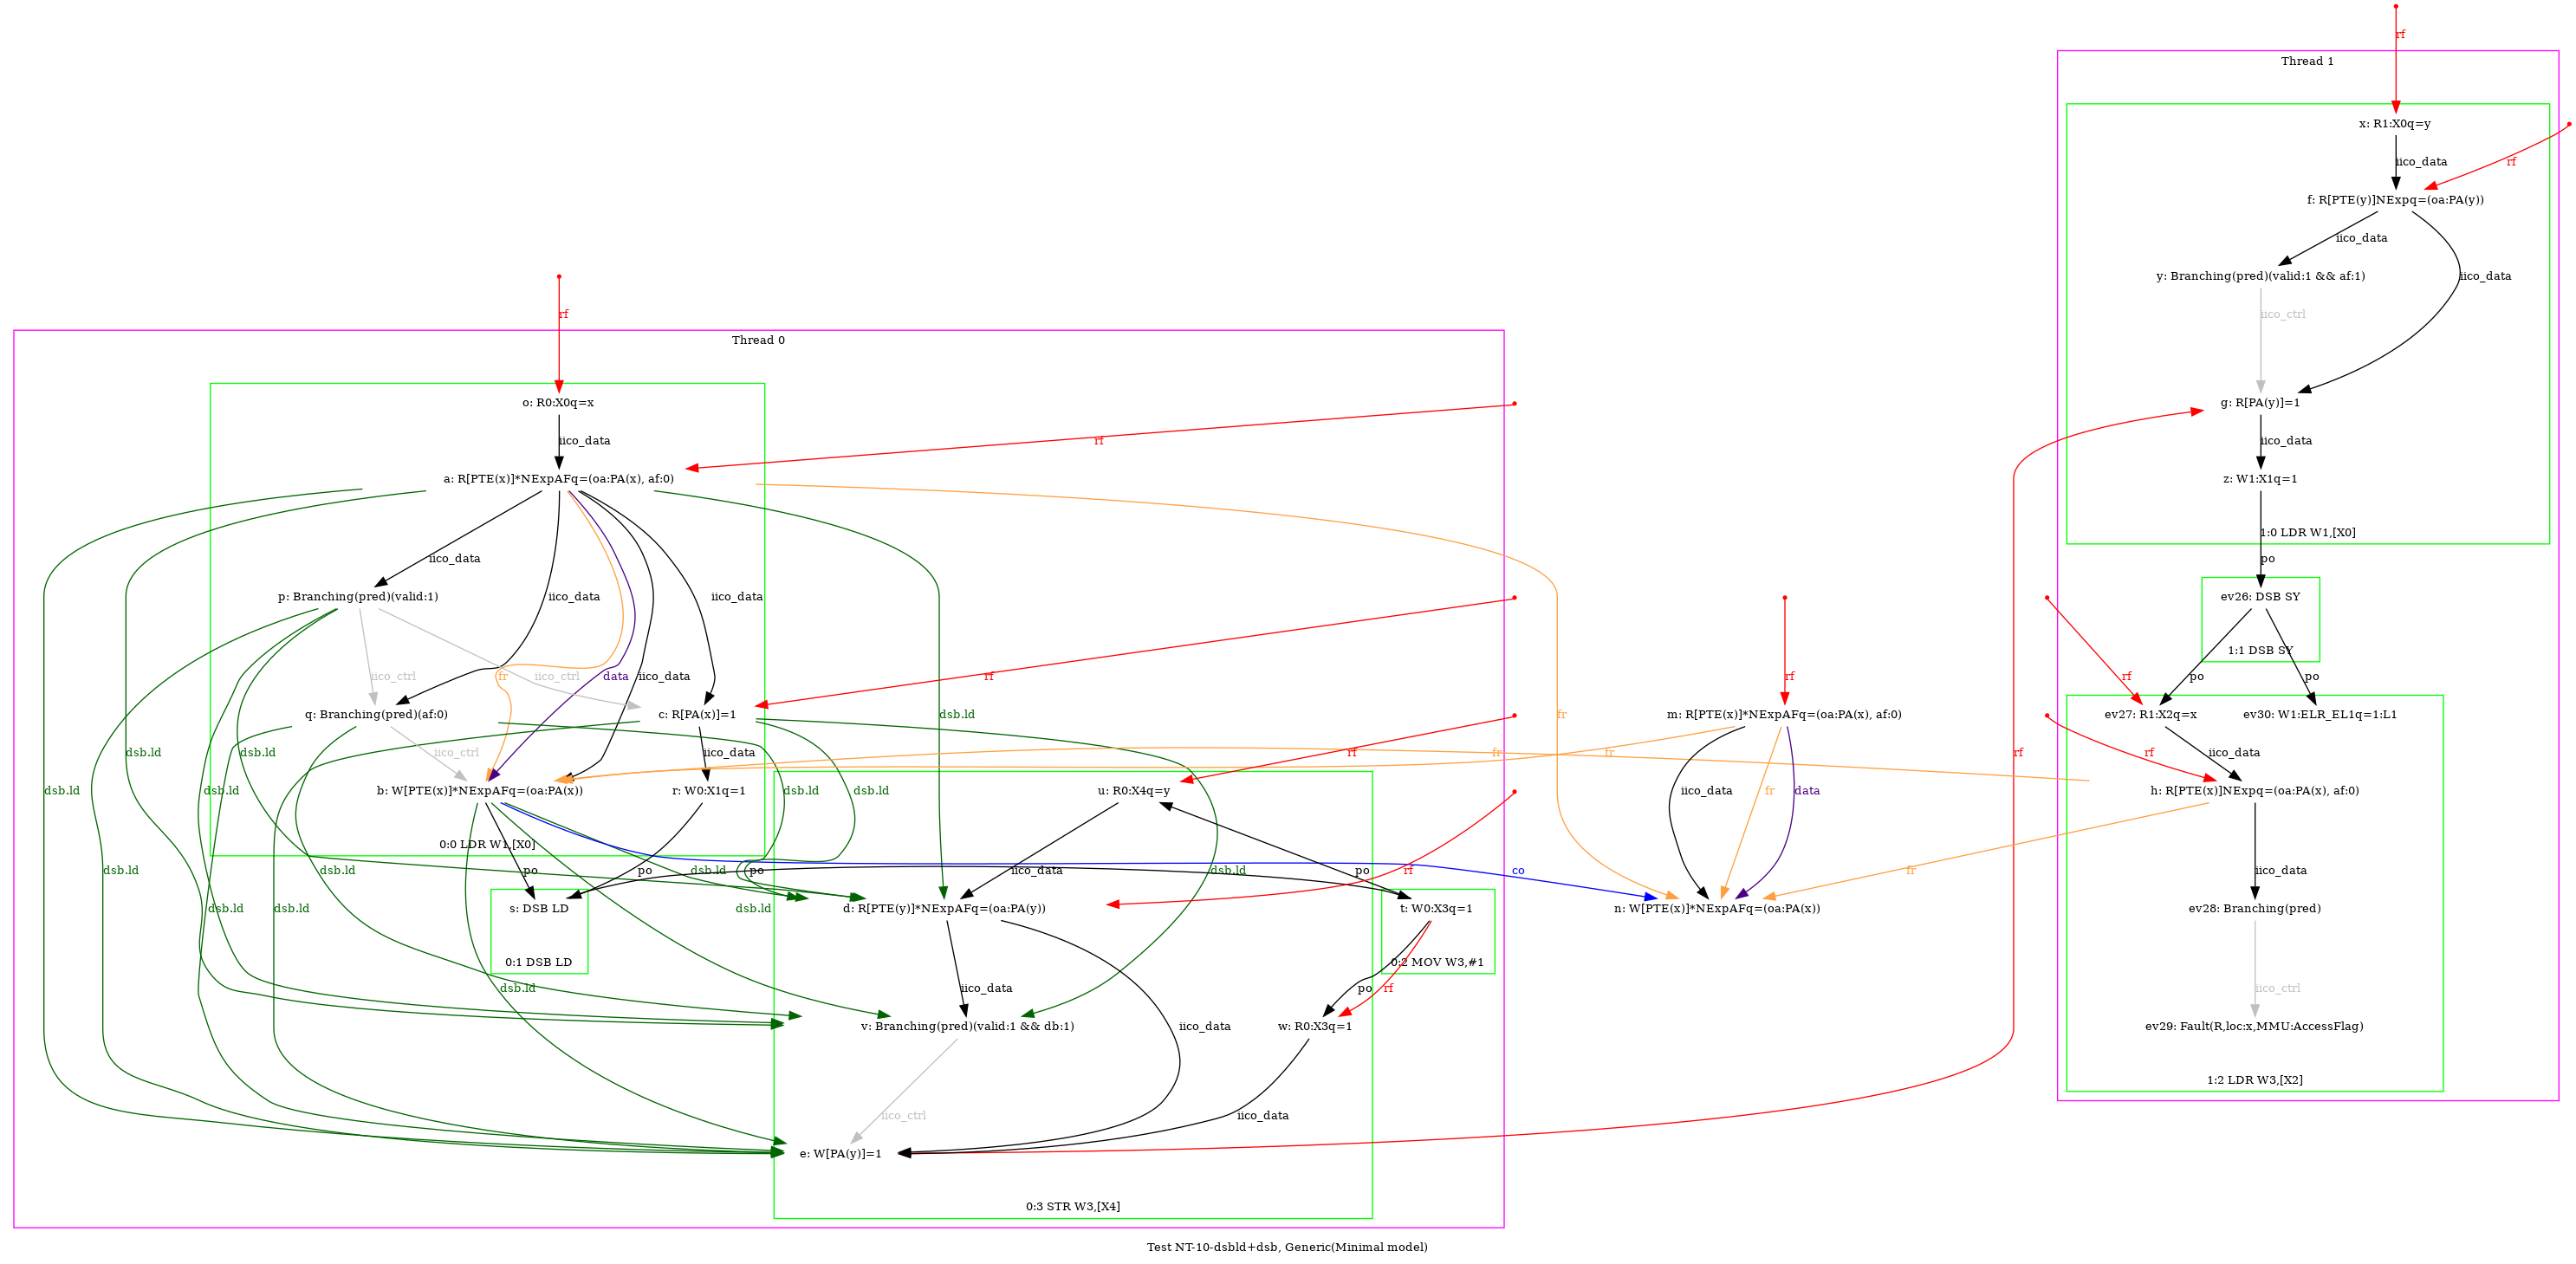 rf
Thread 1
x: R1:X0q=y
iico_data
rf
f: R[PTE(y)]NExpq=(oa:PA(y))
iico_data
y: Branching(pred)(valid:1 && af:1)
iico_data
iico_ctrl
rf
Thread 0
o: R0:X0q=x
g: R[PA(y)]=1
iico_data
rf
iico_data
a: R[PTE(x)]*NExpAFq=(oa:PA(x), af:0)
z: W1:X1q=1
1:0 LDR W1,[X0]
iico_data
po
p: Branching(pred)(valid:1)
iico_data
iico_data
ev26: DSB SY
1:1 DSB SY
iico_ctrl
fr
iico_ctrl
data
iico_data
rf
rf
rf
po
po
q: Branching(pred)(af:0)
c: R[PA(x)]=1
dsb.ld
fr
m: R[PTE(x)]*NExpAFq=(oa:PA(x), af:0)
ev27: R1:X2q=x
ev30: W1:ELR_EL1q=1:L1
dsb.ld
dsb.ld
iico_ctrl
iico_data
rf
fr
fr
rf
rf
iico_data
dsb.ld
dsb.ld
dsb.ld
dsb.ld
b: W[PTE(x)]*NExpAFq=(oa:PA(x))
r: W0:X1q=1
u: R0:X4q=y
iico_data
fr
data
h: R[PTE(x)]NExpq=(oa:PA(x), af:0)
0:0 LDR W1,[X0]
dsb.ld
dsb.ld
po
po
dsb.ld
po
iico_data
dsb.ld
po
rf
co
fr
iico_data
s: DSB LD
d: R[PTE(y)]*NExpAFq=(oa:PA(y))
t: W0:X3q=1
n: W[PTE(x)]*NExpAFq=(oa:PA(x))
ev28: Branching(pred)
dsb.ld
dsb.ld
dsb.ld
0:1 DSB LD
0:2 MOV W3,#1
dsb.ld
iico_data
po
rf
iico_ctrl
v: Branching(pred)(valid:1 && db:1)
iico_data
w: R0:X3q=1
ev29: Fault(R,loc:x,MMU:AccessFlag)
1:2 LDR W3,[X2]
iico_ctrl
iico_data
e: W[PA(y)]=1
0:3 STR W3,[X4]
Test NT-10-dsbld+dsb, Generic(Minimal model)